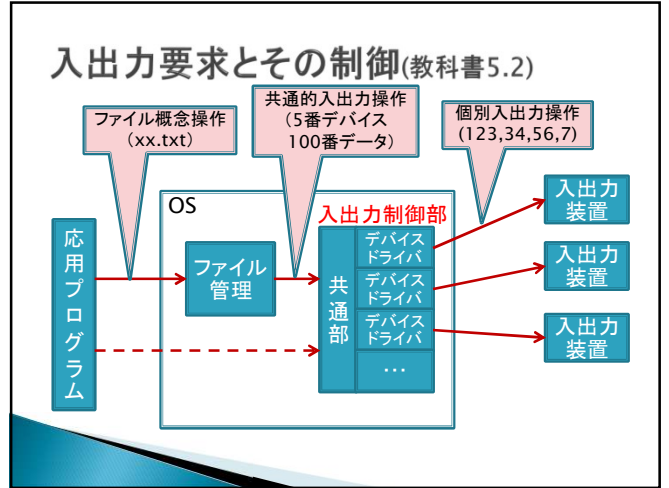 入出力要求とその制御(教科書5.2)
ファイル概念操作
(xx.txt)
共通的入出力操作
(5番デバイス
100番データ)
個別入出力操作
(123,34,56,7)
OS
入出力制御部
応用プログラム
ファイル
管理
共通部
デバイス
ドライバ
デバイス
ドライバ
デバイス
ドライバ
…
入出力
装置
入出力
装置
入出力
装置